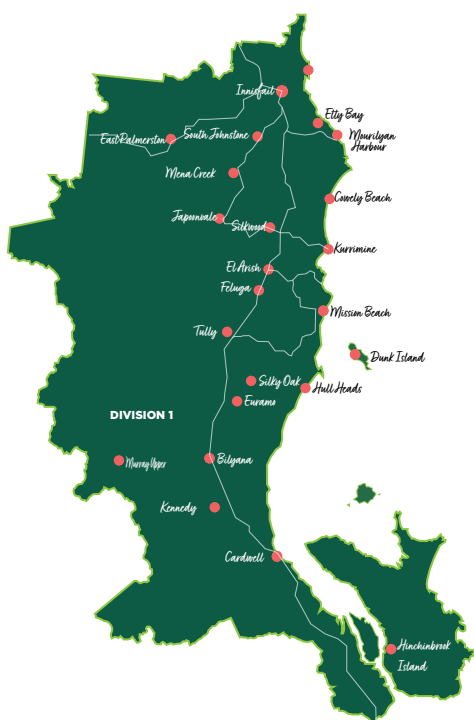 Innisfail
Etty Bay
East Palmerston
South Johnstone
Mourilyan
Harbour
Mena Creek
Cowely Beach
Japoonvale
Silkwood
Kurrimine
El Arish
Feluga
Mission Beach
Tully
Dunk Island
Silky Oak
Hull Heads
Euramo
DIVISION 1
Bilyana
Murray Upper
Kennedy
Cardwell
Hinchinbrook
Island